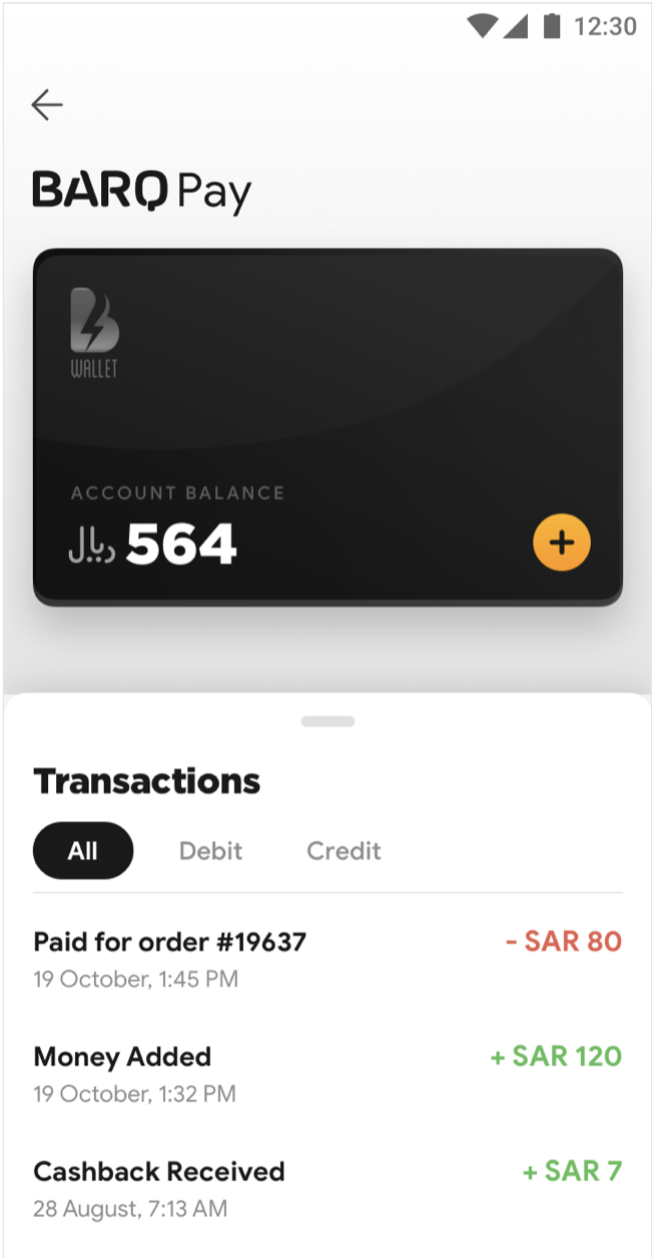 12:30
BARQ Pay
WALLET
ACCOUNT BALANCE
ريال 564
+
Transactions
All Debit Credit
Paid for order #19637 - SAR 80
19 October, 1:45 PM
Money Added + SAR 120
19 October, 1:32 PM
Cashback Received + SAR 7
28 August, 7:13 AM